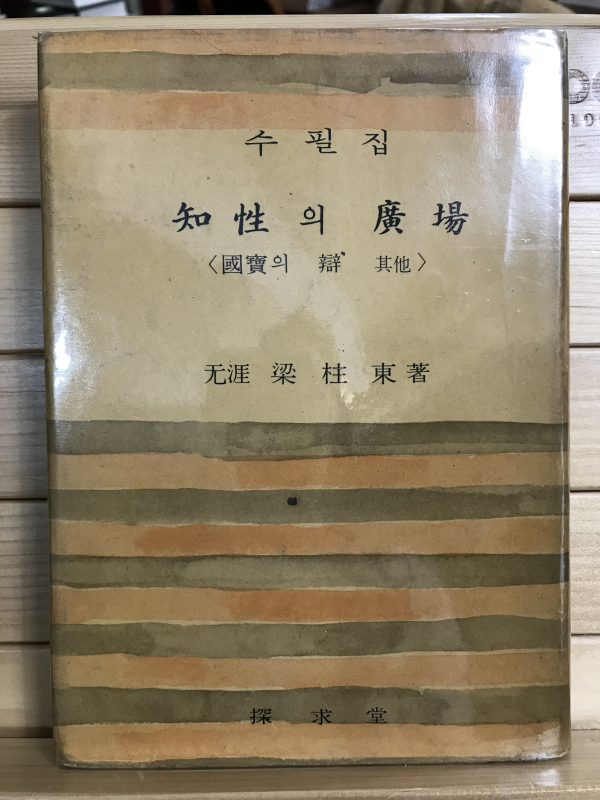 수필집
知性의 廣場
〈國寶의 辯 其他〉
无涯 梁柱東 著
探求堂